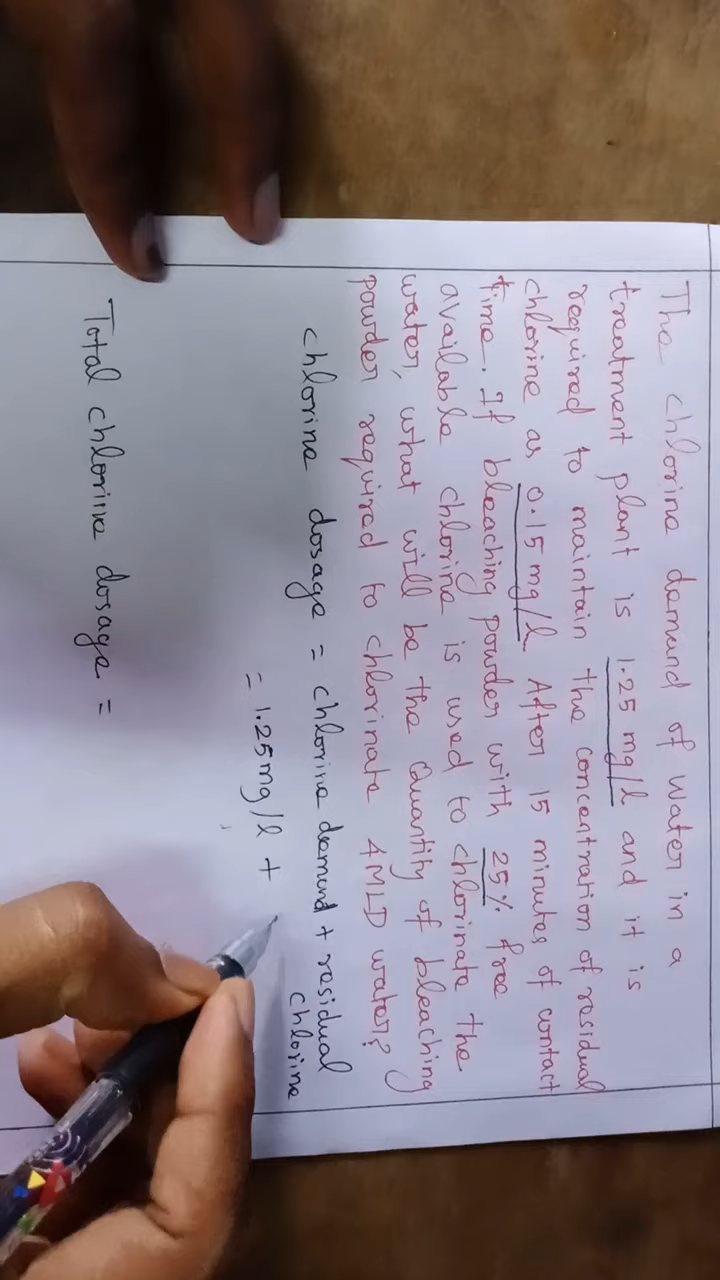 The chlorine demand of water in a
treatment plant is 1.25 mg/l and it is
required to maintain the concentration of residual
chlorine as 0.15 mg/l After 15 minutes of contact
time. If bleaching powder with 25% free
available chlorine is used to chlorinate the
water, what will be the Quantity of bleaching
powder required to chlorinate 4MLD water?
chlorine dosage = chlorine demand + residual
chlorine
= 1.25mg/l +
Total chlorine dosage =